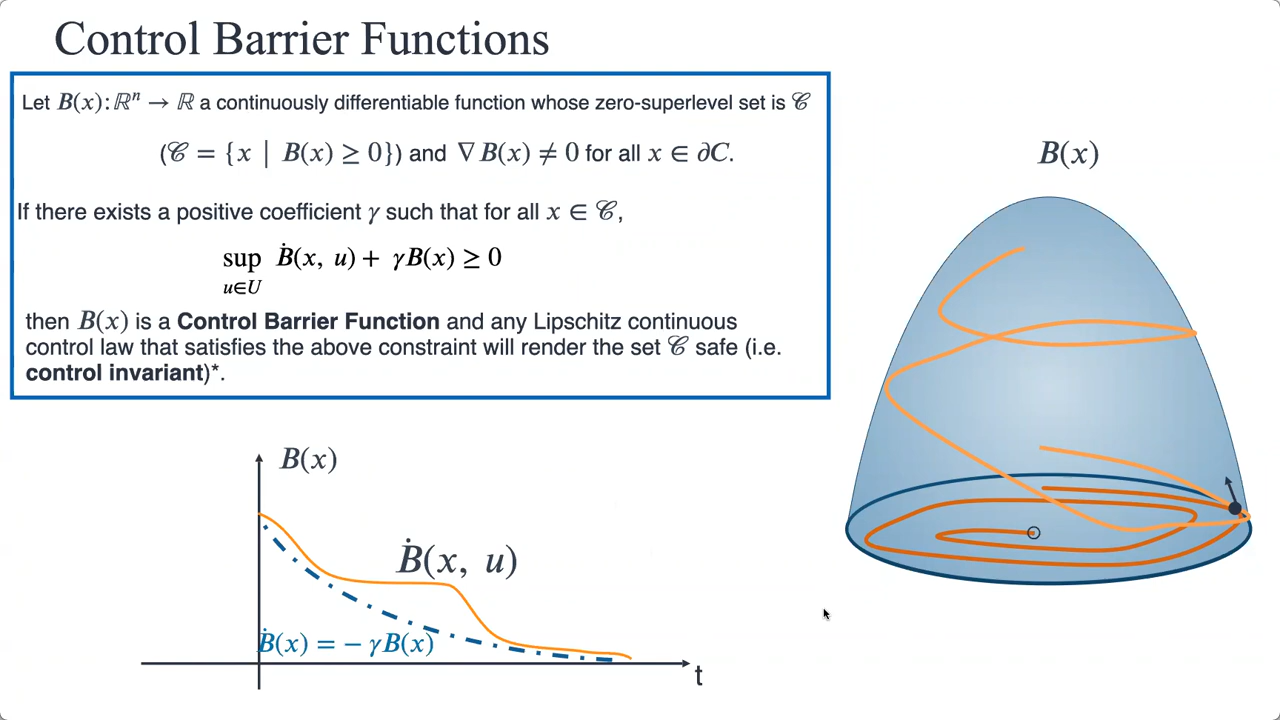 Control Barrier Functions
Let B(x): ℝⁿ → ℝ a continuously differentiable function whose zero-superlevel set is 𝒞
(𝒞 = {x | B(x) ≥ 0}) and ∇B(x) ≠ 0 for all x ∈ ∂C.
If there exists a positive coefficient γ such that for all x ∈ 𝒞,
sup Ḃ(x, u) + γB(x) ≥ 0
u∈U
then B(x) is a Control Barrier Function and any Lipschitz continuous
control law that satisfies the above constraint will render the set 𝒞 safe (i.e.
control invariant)*.
B(x)
B(x)
Ḃ(x, u)
Ḃ(x) = − γB(x)
t